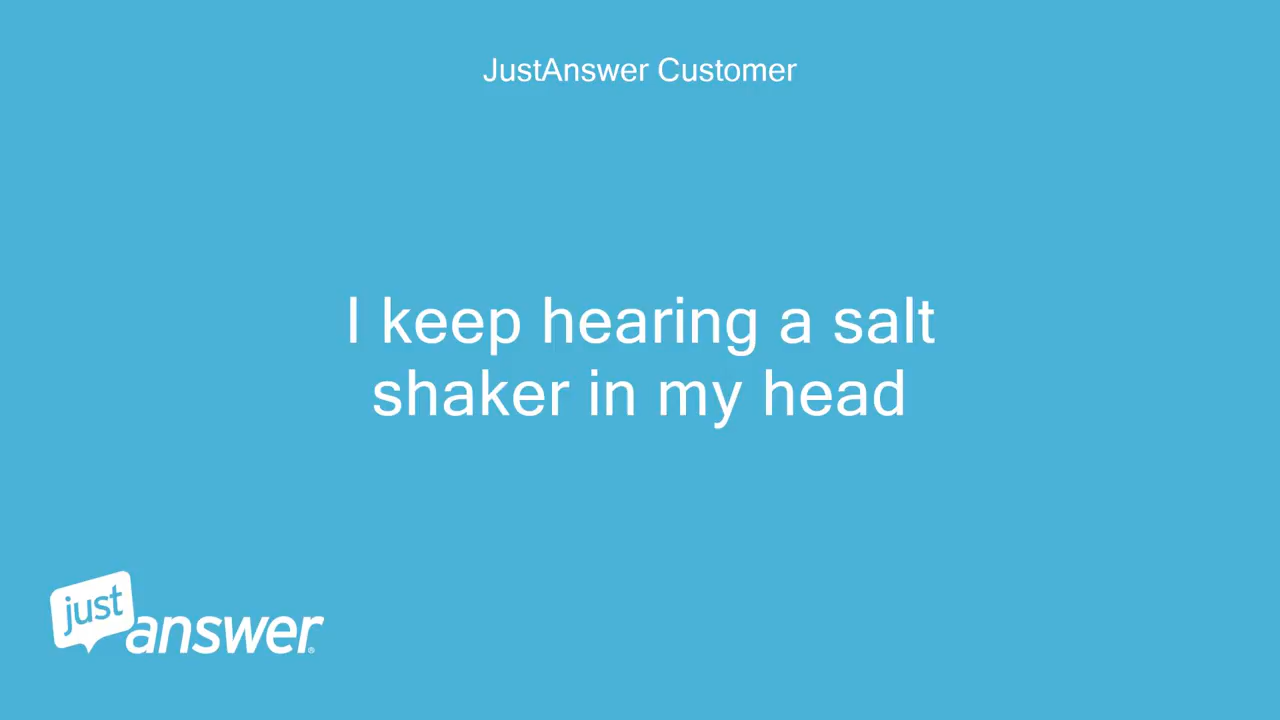 JustAnswer Customer
I keep hearing a salt
shaker in my head
just
answer®